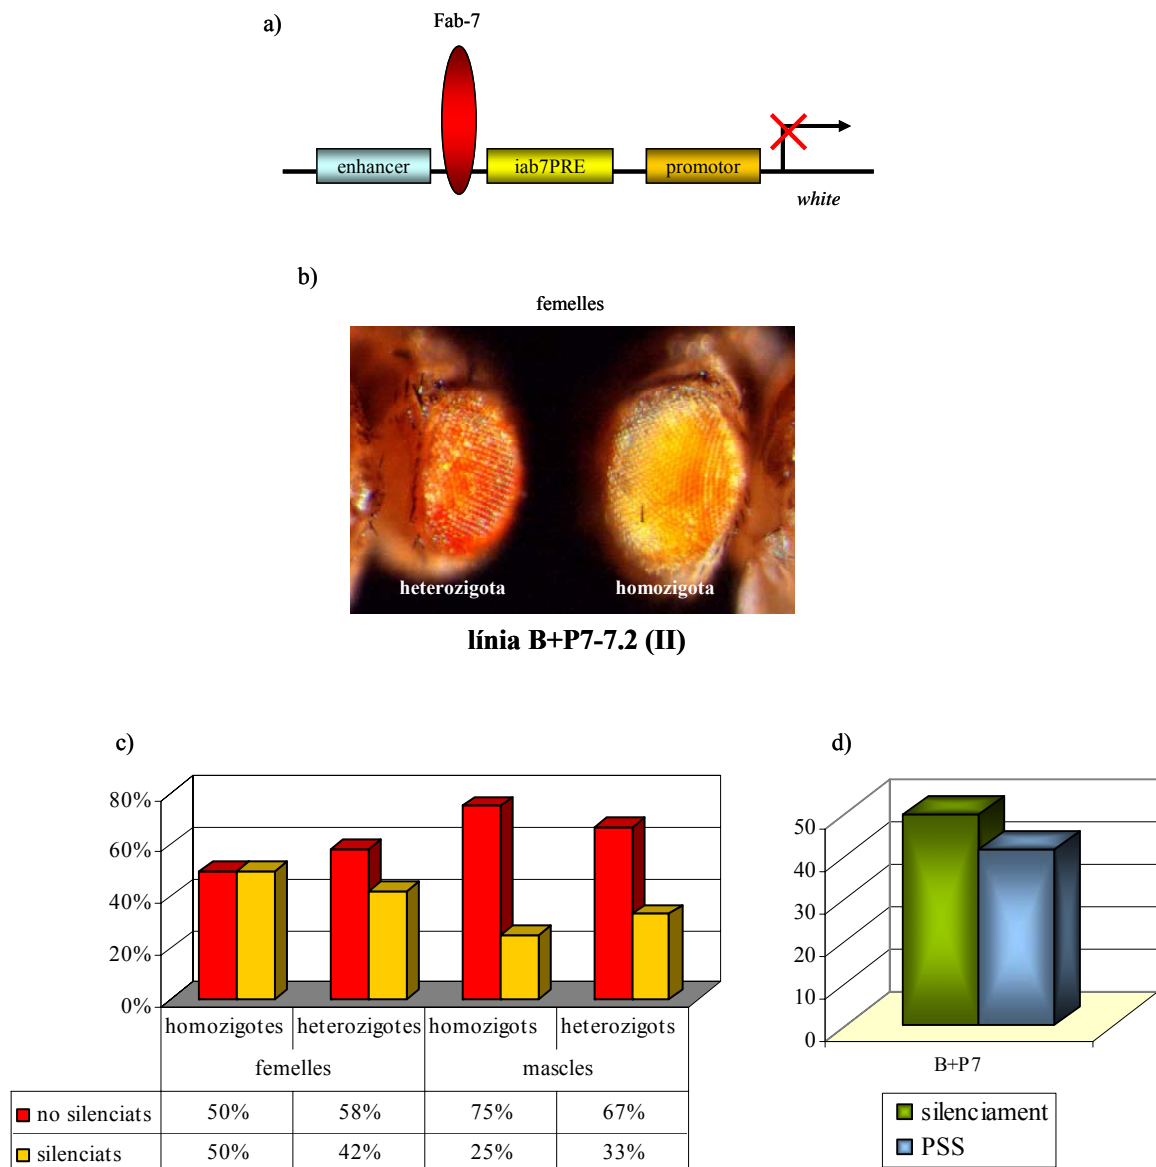 a)
Fab-7
enhancer
iab7PRE
promotor
white
b)
femelles
heterozigota
homozigota
línia B+P7-7.2 (II)
c)
80%
60%
40%
20%
0%
homozigotes heterozigotes homozigots heterozigots
femelles mascles
no silenciats 50% 58% 75% 67%
silenciats 50% 42% 25% 33%
d)
50
40
30
20
10
0
B+P7
silenciament
PSS